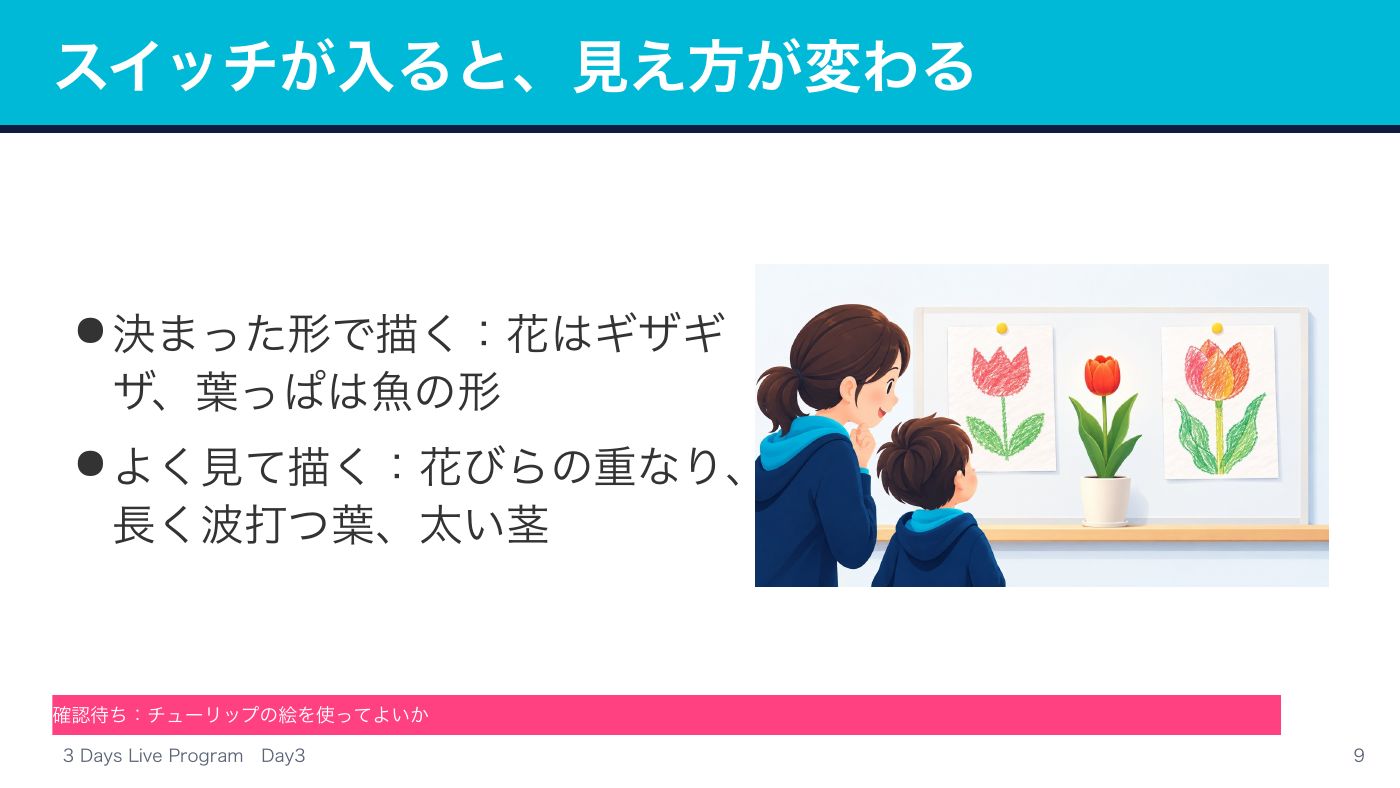 スイッチが入ると、見え方が変わる
●決まった形で描く：花はギザギ
ザ、葉っぱは魚の形
●よく見て描く：花びらの重なり、
長く波打つ葉、太い茎
確認待ち：チューリップの絵を使ってよいか
3 Days Live Program　Day3
9